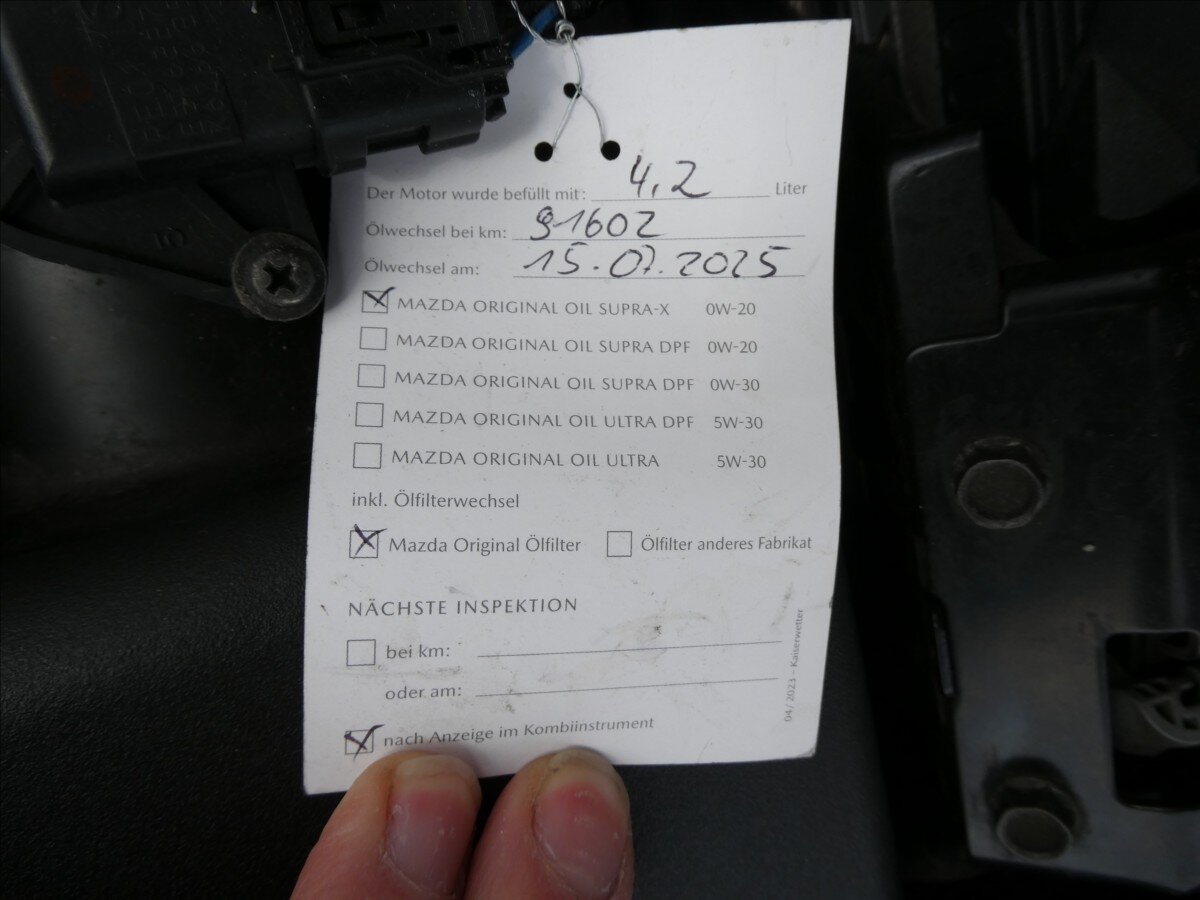 Der Motor wurde befüllt mit: 4,2 Liter
Ölwechsel bei km: 91602
Ölwechsel am: 15.07.2025
MAZDA ORIGINAL OIL SUPRA-X 0W-20
MAZDA ORIGINAL OIL SUPRA DPF 0W-20
MAZDA ORIGINAL OIL SUPRA DPF 0W-30
MAZDA ORIGINAL OIL ULTRA DPF 5W-30
MAZDA ORIGINAL OIL ULTRA 5W-30
inkl. Ölfilterwechsel
Mazda Original Ölfilter Ölfilter anderes Fabrikat
NÄCHSTE INSPEKTION
bei km:
oder am:
nach Anzeige im Kombiinstrument
04/2023 – Kaiserwetter